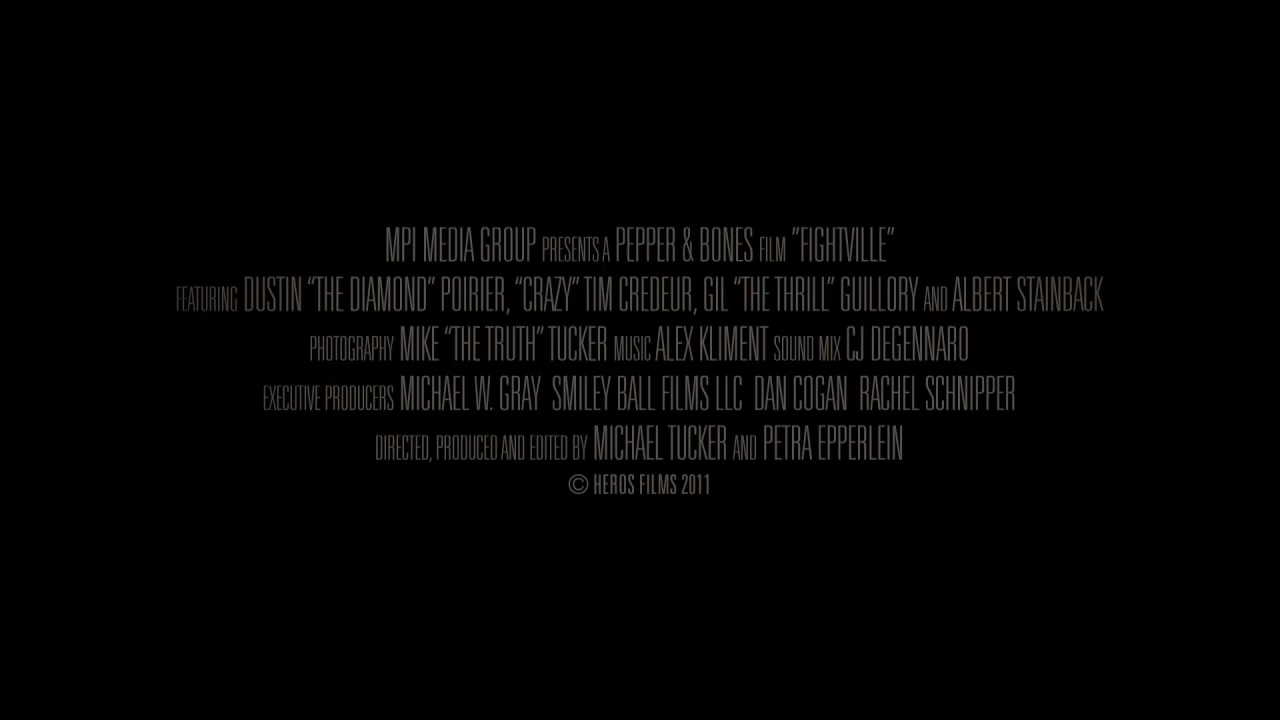 MPI MEDIA GROUP PRESENTS A PEPPER & BONES FILM "FIGHTVILLE"
FEATURING DUSTIN "THE DIAMOND" POIRIER, "CRAZY" TIM CREDEUR, GIL "THE THRILL" GUILLORY AND ALBERT STAINBACK
PHOTOGRAPHY MIKE "THE TRUTH" TUCKER MUSIC ALEX KLIMENT SOUND MIX CJ DEGENNARO
EXECUTIVE PRODUCERS MICHAEL W. GRAY SMILEY BALL FILMS LLC DAN COGAN RACHEL SCHNIPPER
DIRECTED, PRODUCED AND EDITED BY MICHAEL TUCKER AND PETRA EPPERLEIN
© HEROS FILMS 2011